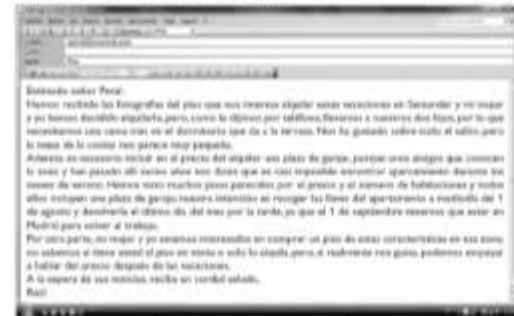 Estimado señor Peral:
Hemos recibido las fotografías del piso que nos interesa alquilar estas vacaciones en Santander y mi mujer
y yo hemos decidido alquilarlo, pero, como le dijimos por teléfono, llevamos a nuestros dos hijos, por lo que
necesitamos una cama más en el dormitorio que da a la terraza. Nos ha gustado sobre todo el salón, pero
la mesa de la cocina nos parece muy pequeña.
Además es necesario incluir en el precio del alquiler una plaza de garaje, porque unos amigos que conocen
la zona y han pasado allí varios años nos dicen que es casi imposible encontrar aparcamiento durante los
meses de verano. Hemos visto muchos pisos parecidos por el precio y el número de habitaciones y todos
ellos incluyen una plaza de garaje. nuestra intención es recoger las llaves del apartamento a mediodía del 1
de agosto y devolverla el último día del mes por la tarde, ya que el 1 de septiembre tenemos que estar en
Madrid para volver al trabajo.
Por otra parte, mi mujer y yo estamos interesados en comprar un piso de estas características en esa zona;
no sabemos si tiene usted el piso en venta o solo lo alquila, pero, si realmente nos gusta, podemos empezar
a hablar del precio después de las vacaciones.
A la espera de sus noticias, reciba un cordial saludo,
Raúl